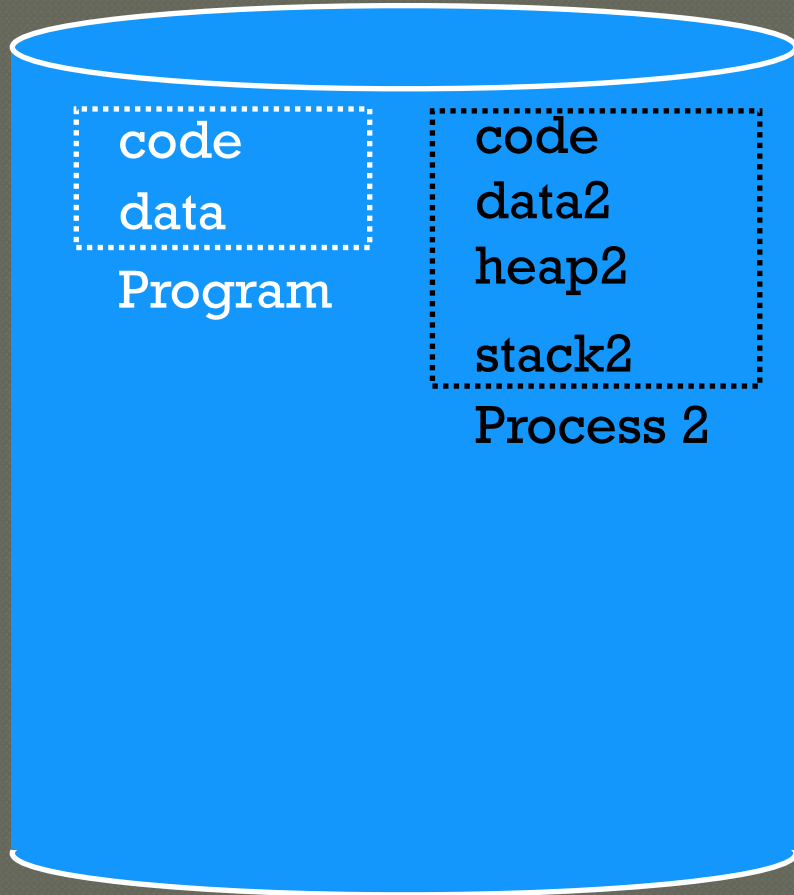 code
data
Program
code
data2
heap2
stack2
Process 2